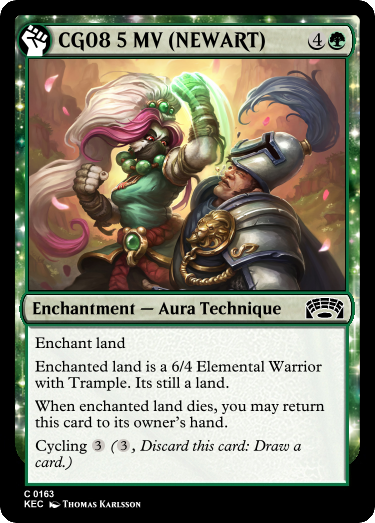 CG08 5 MV (NEWART) 4
Enchantment — Aura Technique
Enchant land
Enchanted land is a 6/4 Elemental Warrior
with Trample. Its still a land.
When enchanted land dies, you may return
this card to its owner's hand.
Cycling 3 (3, Discard this card: Draw a
card.)
C 0163
KEC Thomas Karlsson